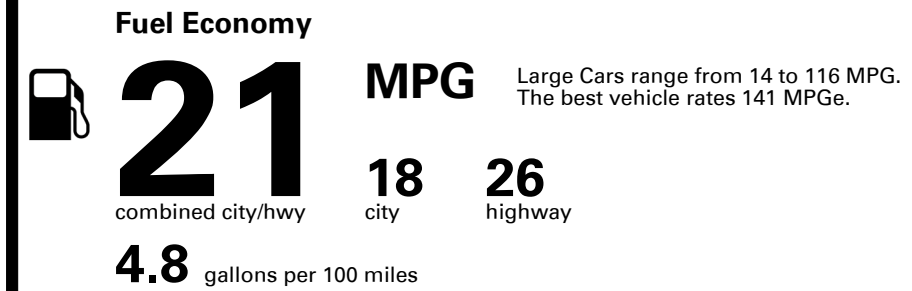 Fuel Economy
21 MPG
Large Cars range from 14 to 116 MPG.
The best vehicle rates 141 MPGe.
18 26
combined city/hwy city highway
4.8 gallons per 100 miles